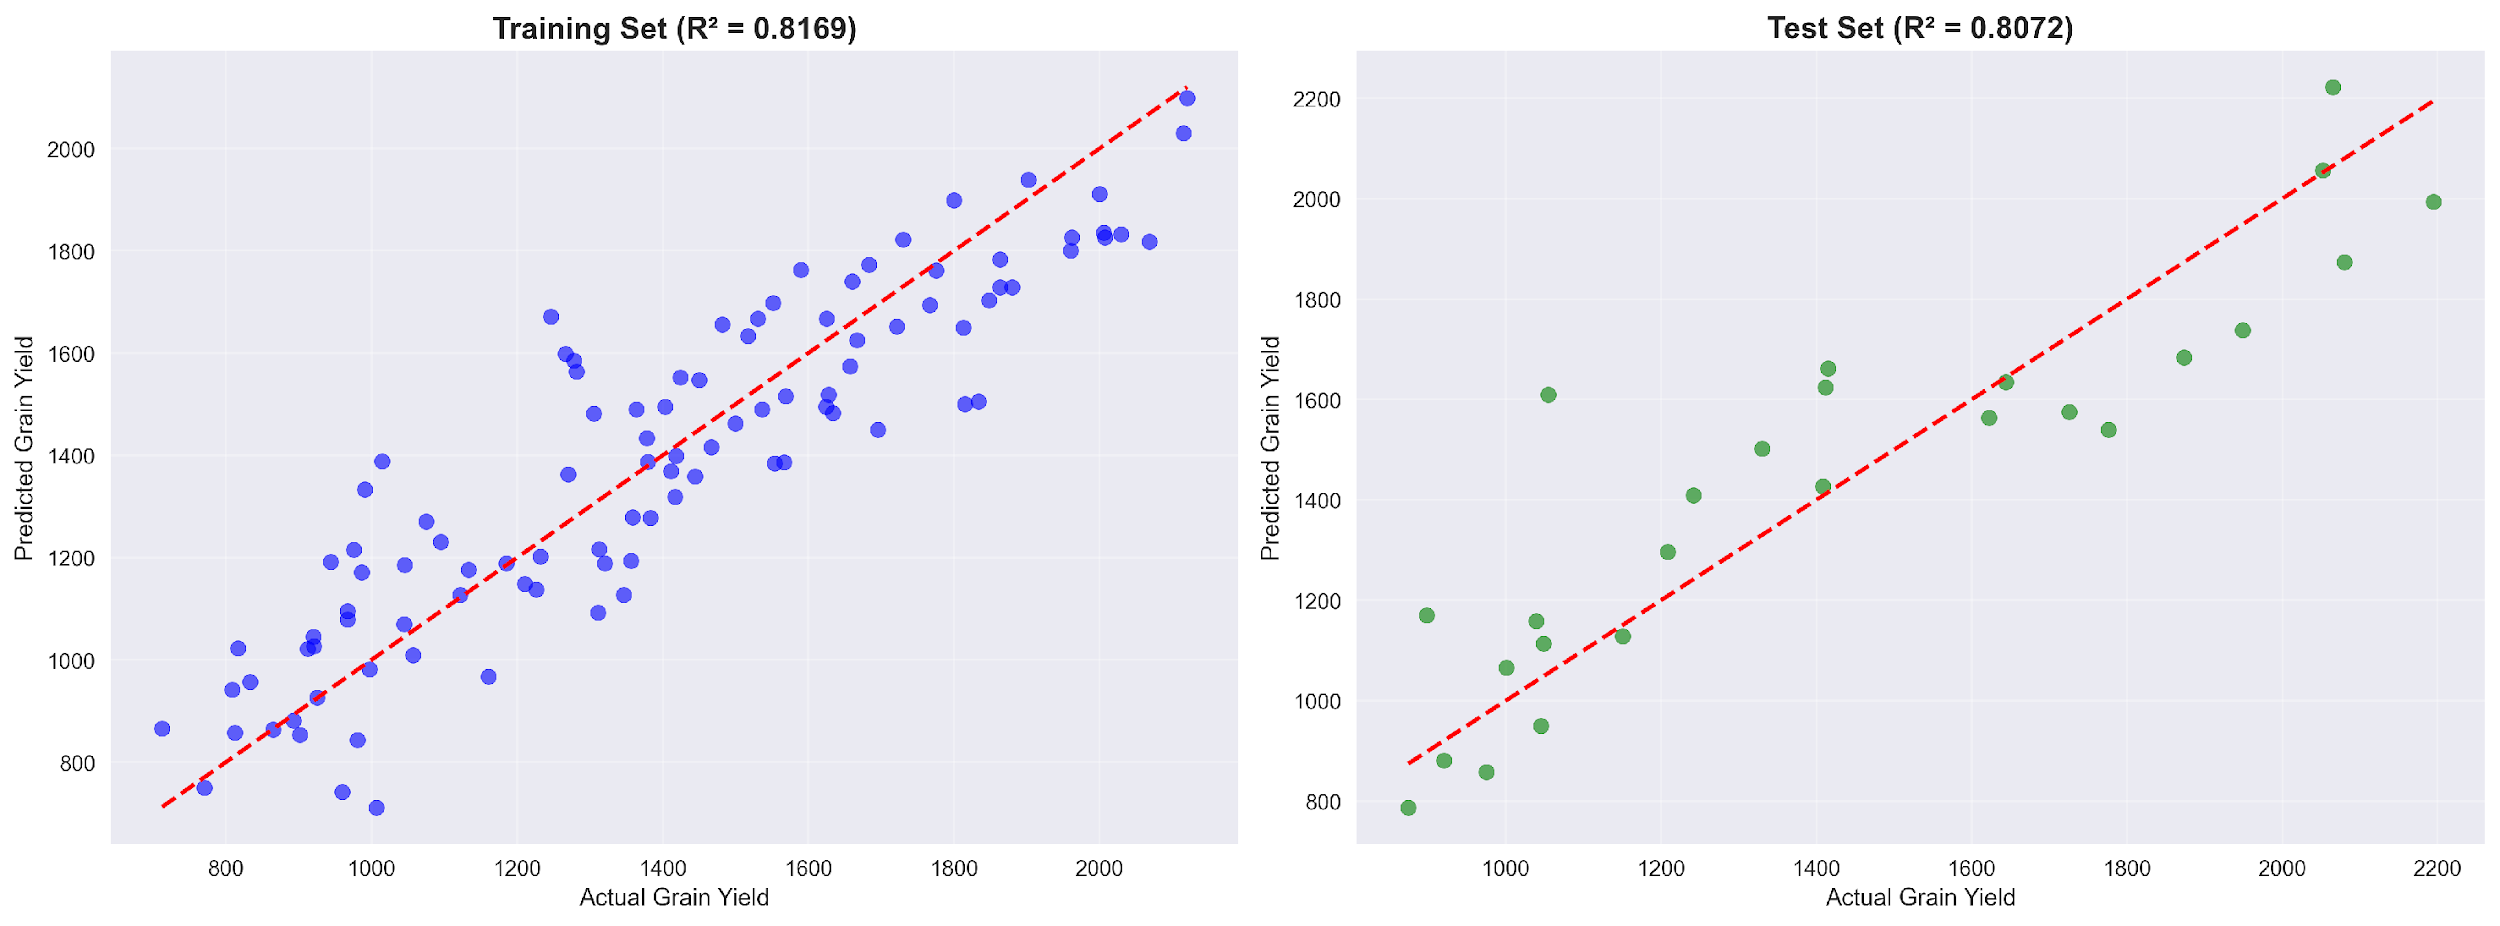 Training Set (R² = 0.8169)
Predicted Grain Yield
2000
1800
1600
1400
1200
1000
800
800 1000 1200 1400 1600 1800 2000
Actual Grain Yield
Test Set (R² = 0.8072)
Predicted Grain Yield
2200
2000
1800
1600
1400
1200
1000
800
1000 1200 1400 1600 1800 2000 2200
Actual Grain Yield